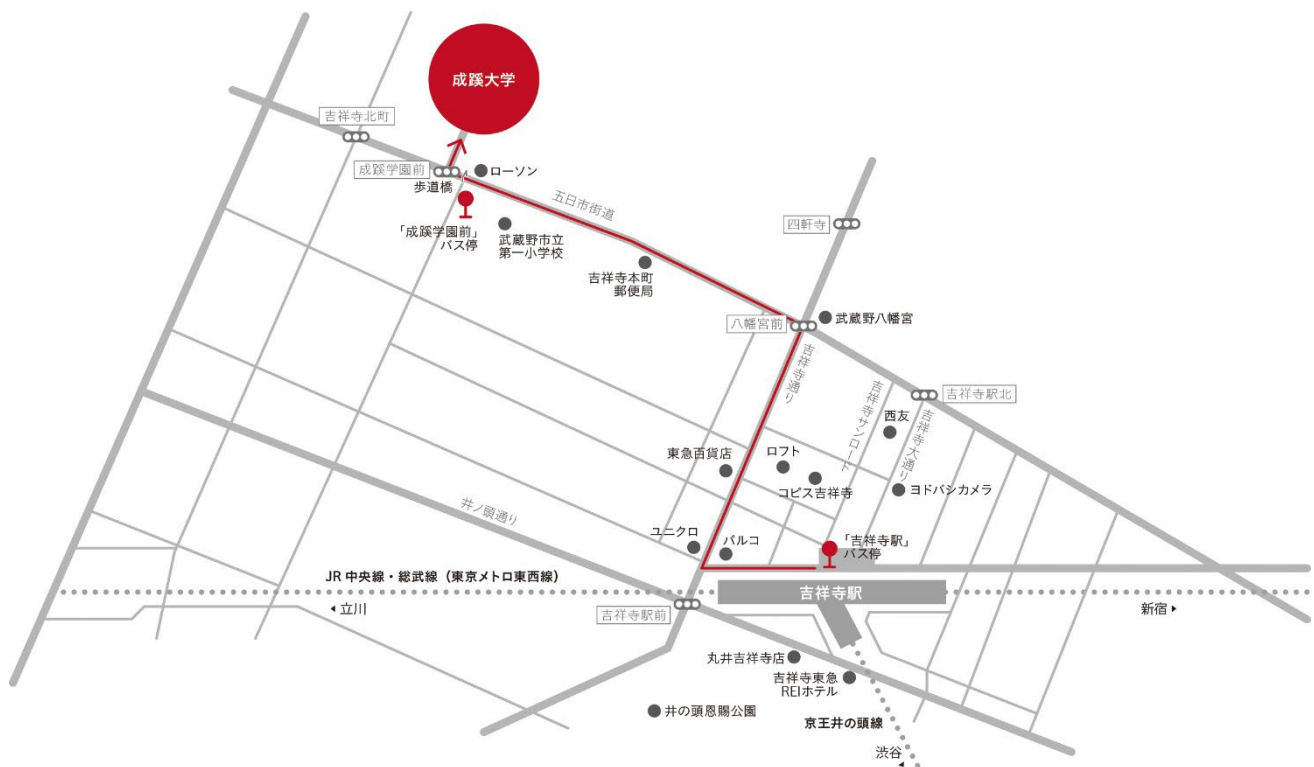 成蹊大学
吉祥寺北町
成蹊学園前
ローソン
歩道橋
五日市街道
「成蹊学園前」
バス停
武蔵野市立
第一小学校
吉祥寺本町
郵便局
四軒寺
八幡宮前
武蔵野八幡宮
吉祥寺通り
吉祥寺サンロード
吉祥寺大通り
吉祥寺駅北
西友
東急百貨店
ロフト
コピス吉祥寺
ヨドバシカメラ
井ノ頭通り
ユニクロ
パルコ
「吉祥寺駅」
バス停
JR中央線・総武線（東京メトロ東西線）
立川
吉祥寺駅
新宿
吉祥寺駅前
丸井吉祥寺店
吉祥寺東急
REIホテル
井の頭恩賜公園
京王井の頭線
渋谷